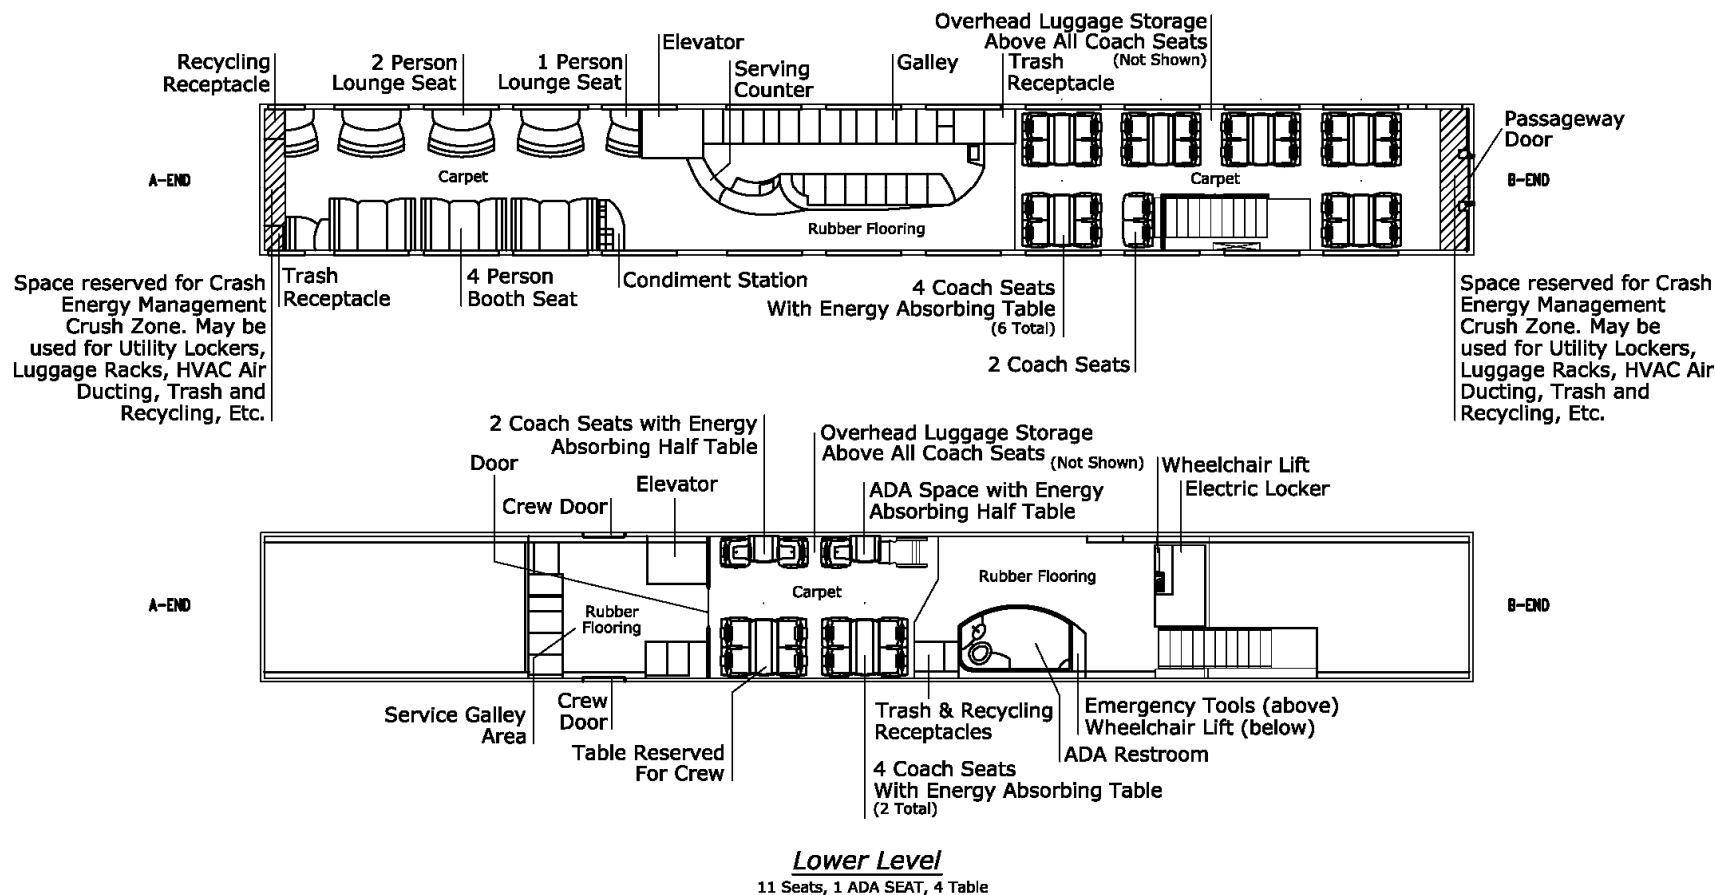 Recycling
Receptacle
2 Person
Lounge Seat
1 Person
Lounge Seat
Elevator
Serving
Counter
Galley
Overhead Luggage Storage
Above All Coach Seats
(Not Shown)
Trash
Receptacle
Passageway
Door
A-END
Carpet
Rubber Flooring
Carpet
B-END
Space reserved for Crash
Energy Management
Crush Zone. May be
used for Utility Lockers,
Luggage Racks, HVAC Air
Ducting, Trash and
Recycling, Etc.
Trash
Receptacle
4 Person
Booth Seat
Condiment Station
4 Coach Seats
With Energy Absorbing Table
(6 Total)
2 Coach Seats
Space reserved for Crash
Energy Management
Crush Zone. May be
used for Utility Lockers,
Luggage Racks, HVAC Air
Ducting, Trash and
Recycling, Etc.
2 Coach Seats with Energy
Absorbing Half Table
Door
Crew Door
Elevator
Overhead Luggage Storage
Above All Coach Seats (Not Shown)
ADA Space with Energy
Absorbing Half Table
Wheelchair Lift
Electric Locker
A-END
Rubber
Flooring
Carpet
Rubber Flooring
B-END
Service Galley
Area
Crew
Door
Table Reserved
For Crew
Trash & Recycling
Receptacles
4 Coach Seats
With Energy Absorbing Table
(2 Total)
Emergency Tools (above)
Wheelchair Lift (below)
ADA Restroom
Lower Level
11 Seats, 1 ADA SEAT, 4 Table